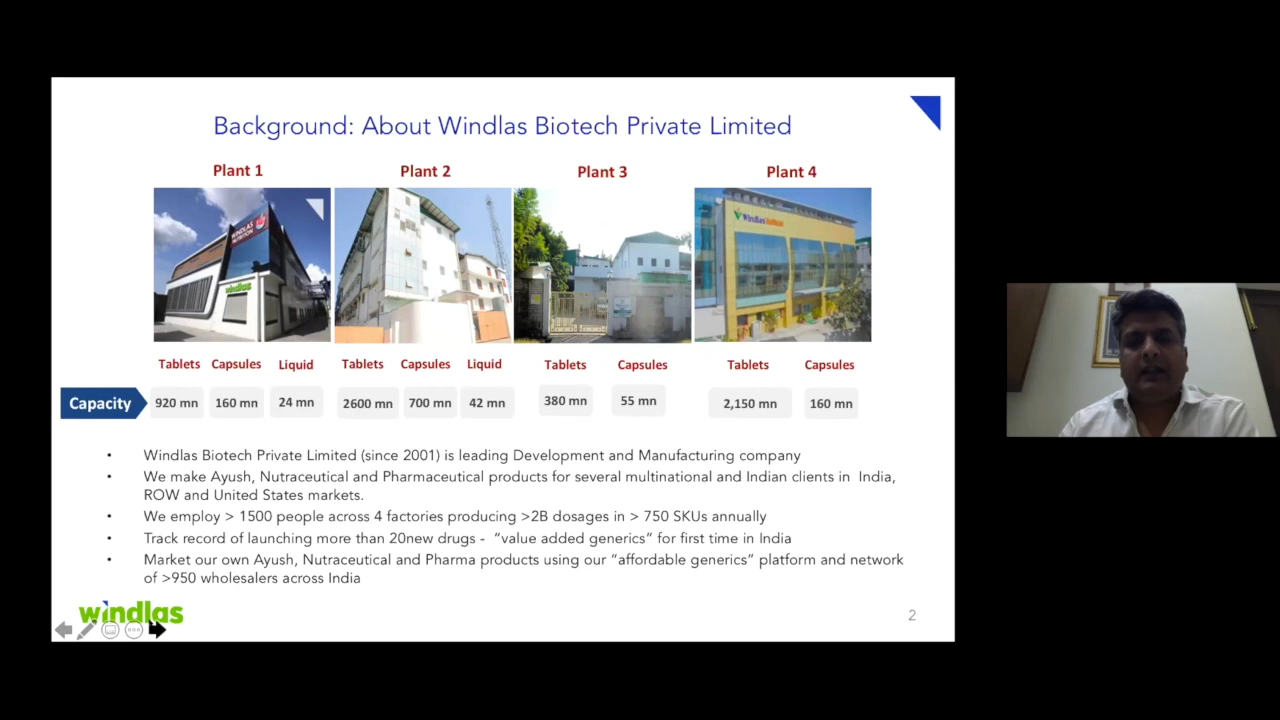 Background: About Windlas Biotech Private Limited
Plant 1 Plant 2 Plant 3 Plant 4
WINDLAS
NUTRITION
windlas
Windlas
Tablets Capsules Liquid Tablets Capsules Liquid Tablets Capsules Tablets Capsules
Capacity 920 mn 160 mn 24 mn 2600 mn 700 mn 42 mn 380 mn 55 mn 2,150 mn 160 mn
• Windlas Biotech Private Limited (since 2001) is leading Development and Manufacturing company
• We make Ayush, Nutraceutical and Pharmaceutical products for several multinational and Indian clients in India,
ROW and United States markets.
• We employ > 1500 people across 4 factories producing >2B dosages in > 750 SKUs annually
• Track record of launching more than 20new drugs - “value added generics” for first time in India
• Market our own Ayush, Nutraceutical and Pharma products using our “affordable generics” platform and network
of >950 wholesalers across India
windlas
2